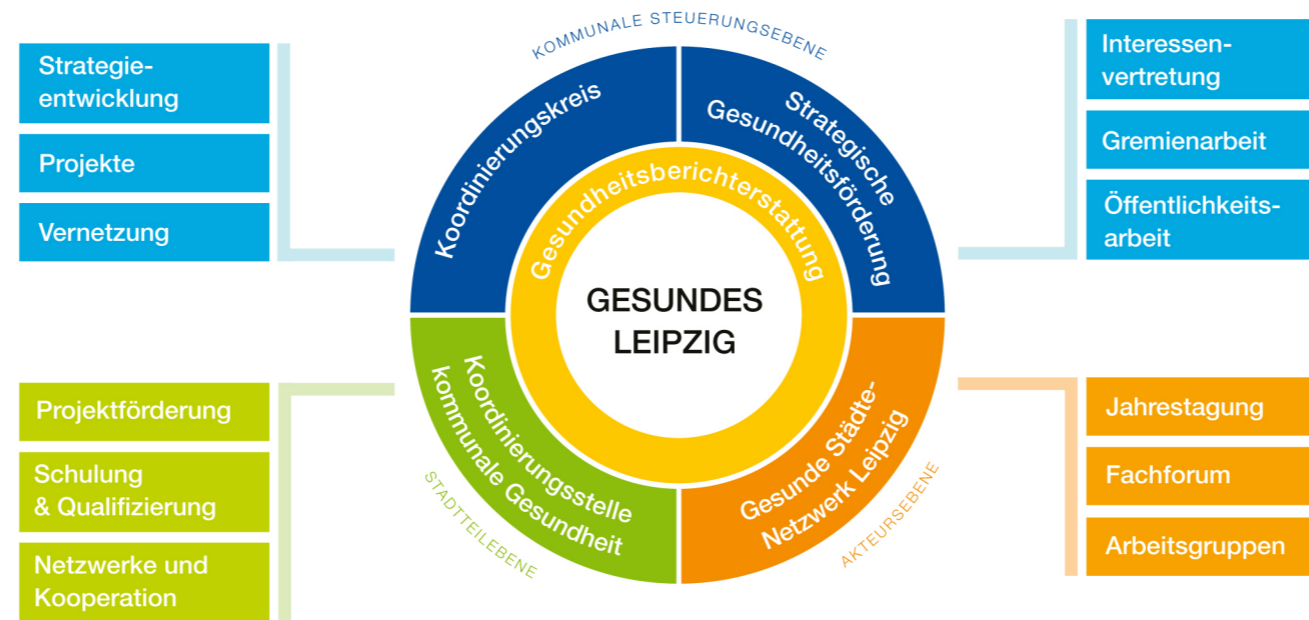 KOMMUNALE STEUERUNGSEBENE
Strategie-
entwicklung
Projekte
Vernetzung
Koordinierungskreis
Strategische
Gesundheitsförderung
Interessen-
vertretung
Gremienarbeit
Öffentlichkeits-
arbeit
Gesundheitsberichterstattung
GESUNDES
LEIPZIG
Projektförderung
Schulung
& Qualifizierung
Netzwerke und
Kooperation
Koordinierungsstelle
kommunale Gesundheit
STADTTEILEBENE
Gesunde Städte-
Netzwerk Leipzig
AKTEURSEBENE
Jahrestagung
Fachforum
Arbeitsgruppen